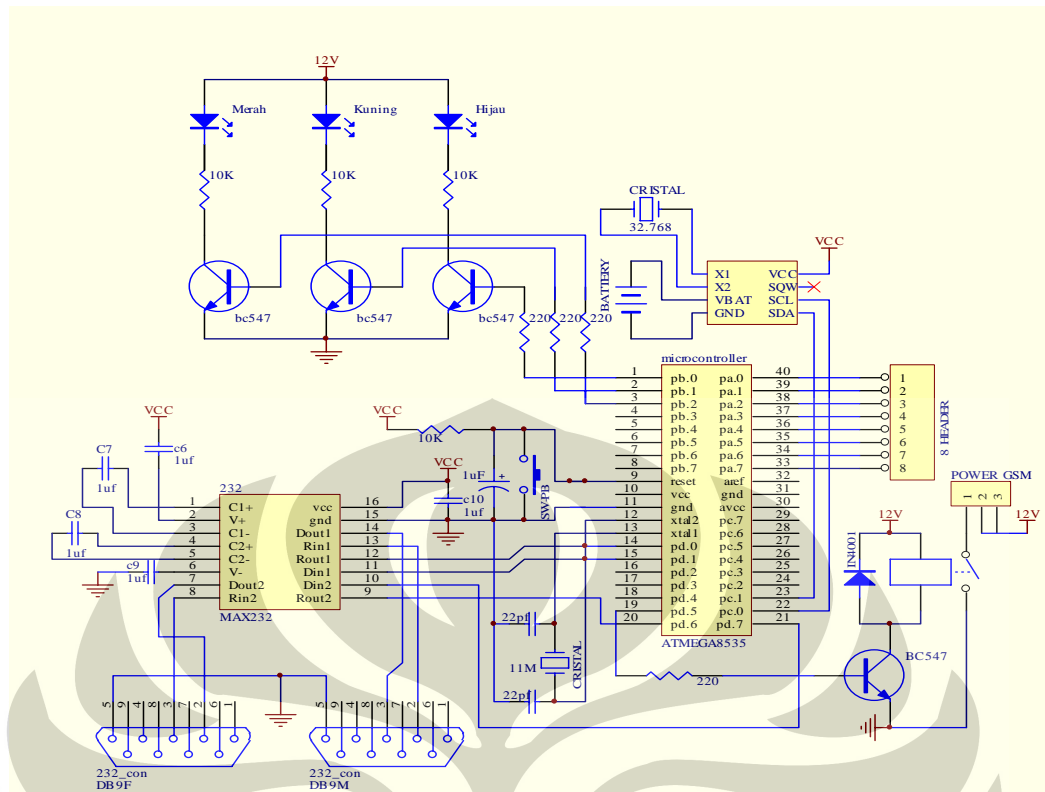 12V
Merah
Kuning
Hijau
10K
10K
10K
bc547
bc547
bc547
220
220
220
CRISTAL
32.768
BATTERY
VCC
X1 VCC
X2 SQW
VBAT SCL
GND SDA
microcontroller
1 pb.0 pa.0 40
2 pb.1 pa.1 39
3 pb.2 pa.2 38
4 pb.3 pa.3 37
5 pb.4 pa.4 36
6 pb.5 pa.5 35
7 pb.6 pa.6 34
8 pb.7 pa.7 33
9 reset aref 32
10 vcc gnd 31
11 gnd avcc 30
12 xtal2 pc.7 29
13 xtal1 pc.6 28
14 pd.0 pc.5 27
15 pd.1 pc.4 26
16 pd.2 pc.3 25
17 pd.3 pc.2 24
18 pd.4 pc.1 23
19 pd.5 pc.0 22
20 pd.6 pd.7 21
ATMEGA8535
1
2
3
4
5
6
7
8
8 HEADER
POWER GSM
1 2 3
12V
12V
IN4001
BC547
220
VCC
10K
VCC
1uF
+
SW-PB
c10
1uf
VCC
c6
1uf
C7
1uf
C8
1uf
c9
1uf
232
1 C1+ vcc 16
2 V+ gnd 15
3 C1- Dout1 14
4 C2+ Rin1 13
5 C2- Rout1 12
6 V- Din1 11
7 Dout2 Din2 10
8 Rin2 Rout2 9
MAX232
22pf
11M
CRISTAL
22pf
5 9 4 8 3 7 2 6 1
232_con
DB9F
5 9 4 8 3 7 2 6 1
232_con
DB9M